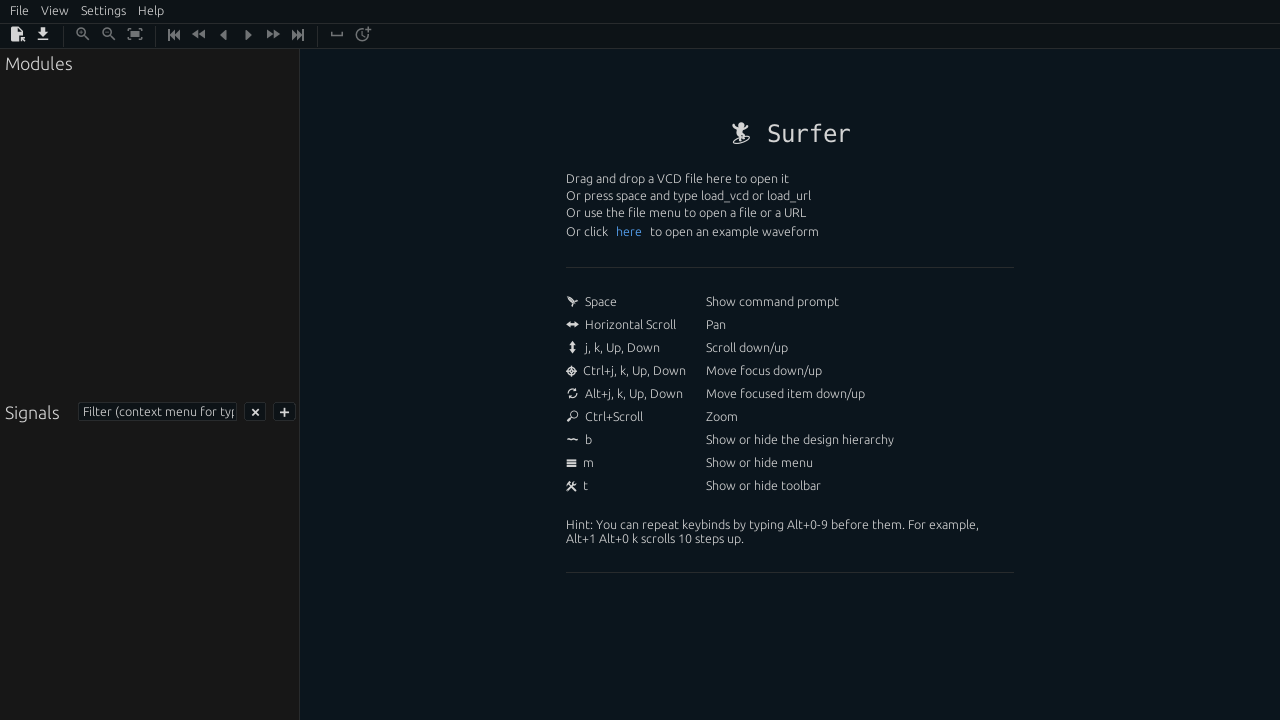 File View Settings Help
Modules
Surfer
Drag and drop a VCD file here to open it
Or press space and type load_vcd or load_url
Or use the file menu to open a file or a URL
Or click here to open an example waveform
Space Show command prompt
Horizontal Scroll Pan
j, k, Up, Down Scroll down/up
Ctrl+j, k, Up, Down Move focus down/up
Alt+j, k, Up, Down Move focused item down/up
Signals Filter (context menu for typ
Ctrl+Scroll Zoom
b Show or hide the design hierarchy
m Show or hide menu
t Show or hide toolbar
Hint: You can repeat keybinds by typing Alt+0-9 before them. For example,
Alt+1 Alt+0 k scrolls 10 steps up.